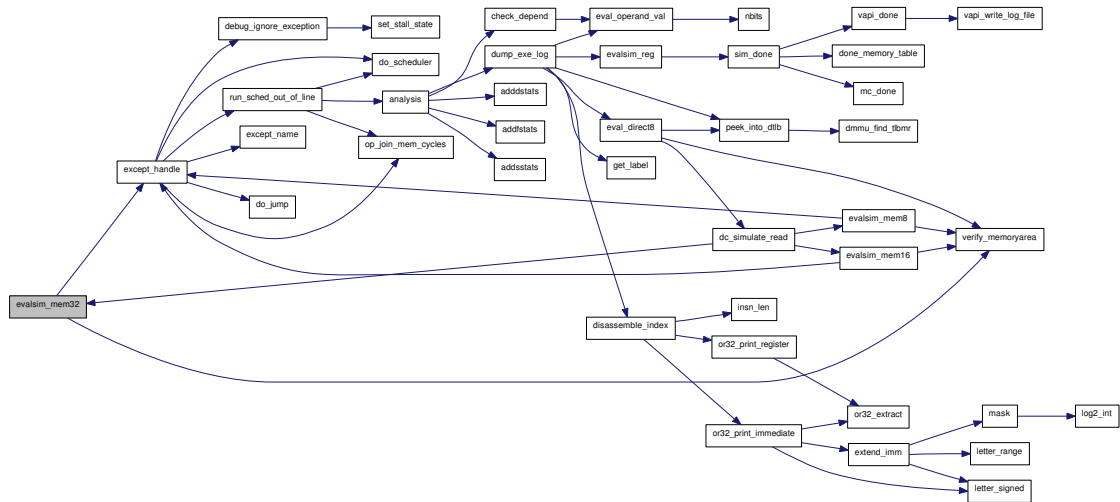 debug_ignore_exception
set_stall_state
check_depend
eval_operand_val
nbits
vapi_done
vapi_write_log_file
do_scheduler
dump_exe_log
evalsim_reg
sim_done
done_memory_table
run_sched_out_of_line
analysis
adddstats
mc_done
except_name
op_join_mem_cycles
addfstats
eval_direct8
peek_into_dtlb
dmmu_find_tlbmr
except_handle
addsstats
get_label
do_jump
evalsim_mem8
dc_simulate_read
verify_memoryarea
evalsim_mem16
evalsim_mem32
insn_len
disassemble_index
or32_print_register
or32_extract
mask
log2_int
or32_print_immediate
extend_imm
letter_range
letter_signed